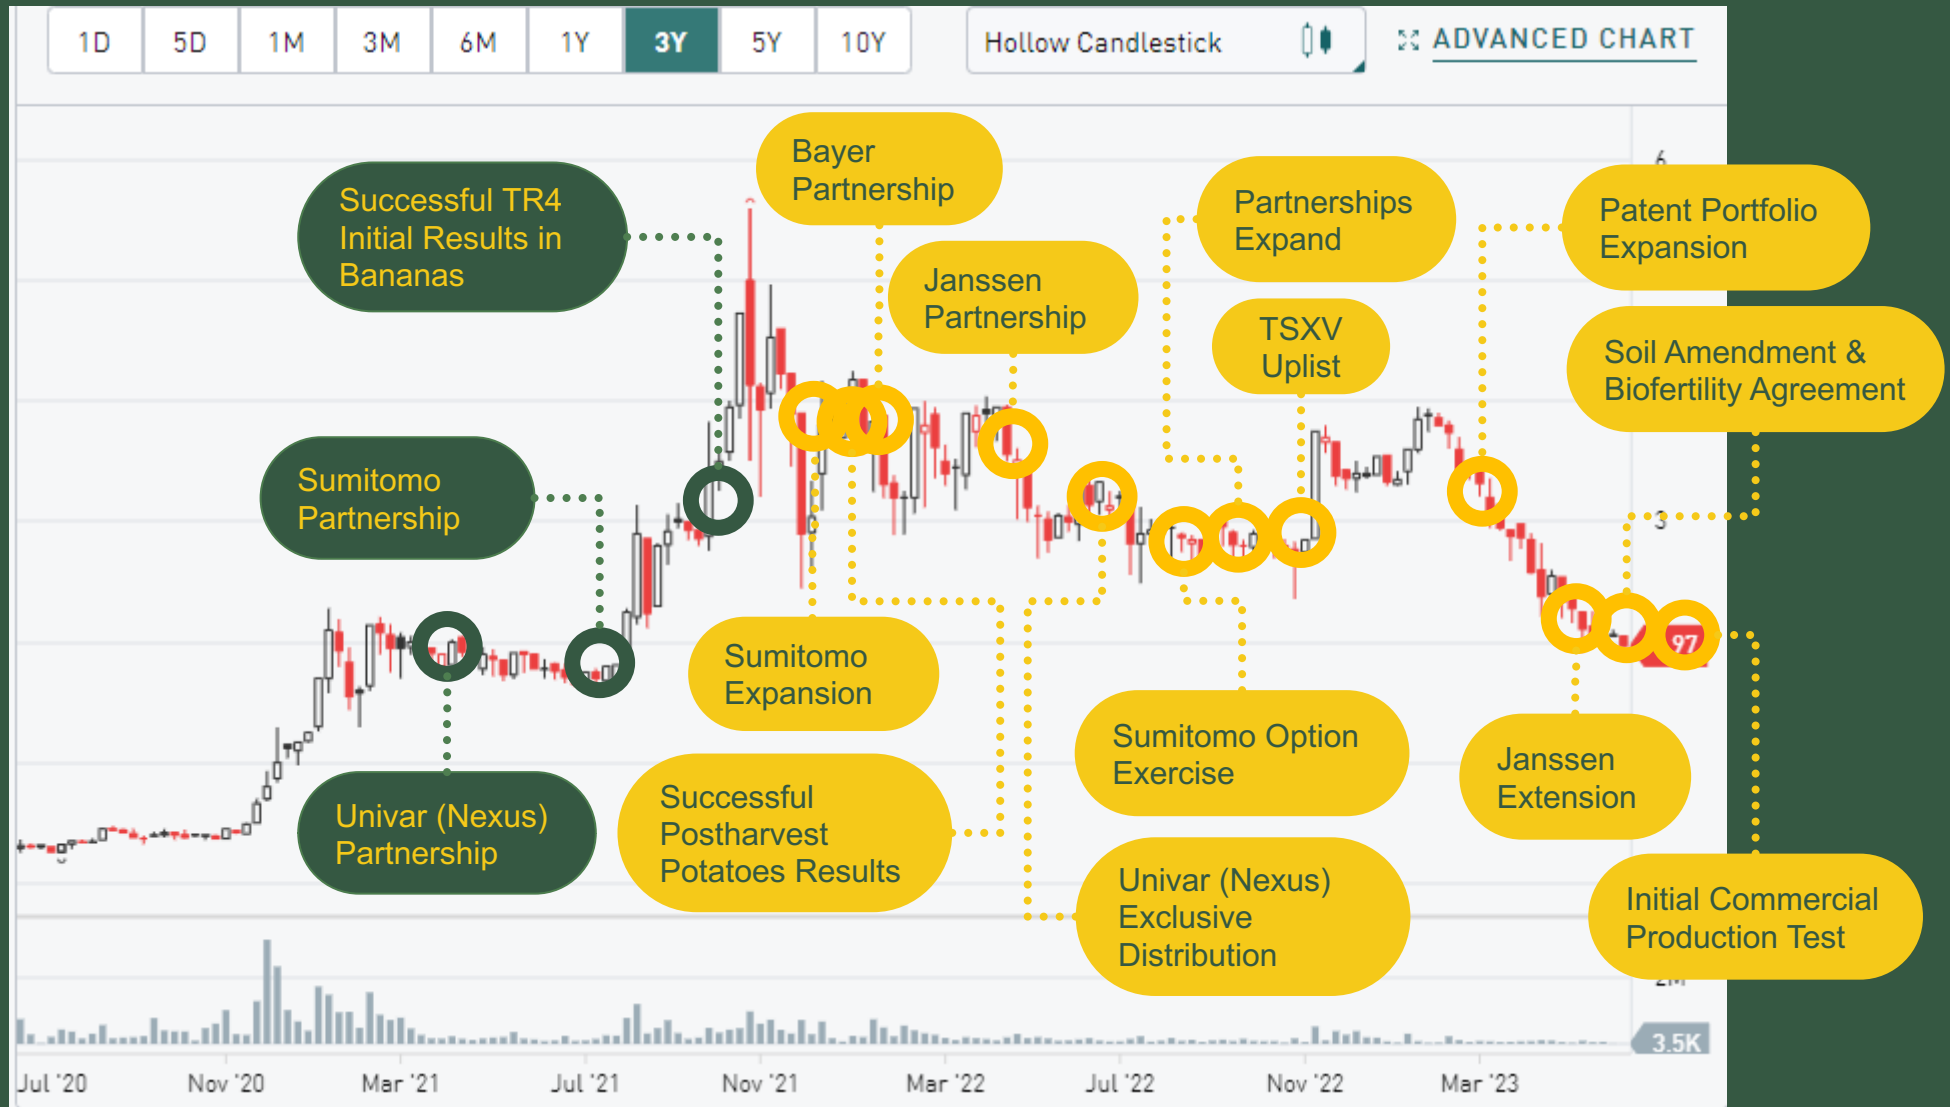 1D 5D 1M 3M 6M 1Y 3Y 5Y 10Y Hollow Candlestick ADVANCED CHART
6
Bayer
Partnership
Successful TR4
Initial Results in
Bananas
Partnerships
Expand
Patent Portfolio
Expansion
Janssen
Partnership
TSXV
Uplist
Soil Amendment &
Biofertility Agreement
Sumitomo
Partnership
3
97
Sumitomo
Expansion
Sumitomo Option
Exercise
Janssen
Extension
Univar (Nexus)
Partnership
Successful
Postharvest
Potatoes Results
Univar (Nexus)
Exclusive
Distribution
Initial Commercial
Production Test
2M
3.5K
Jul '20 Nov '20 Mar '21 Jul '21 Nov '21 Mar '22 Jul '22 Nov '22 Mar '23